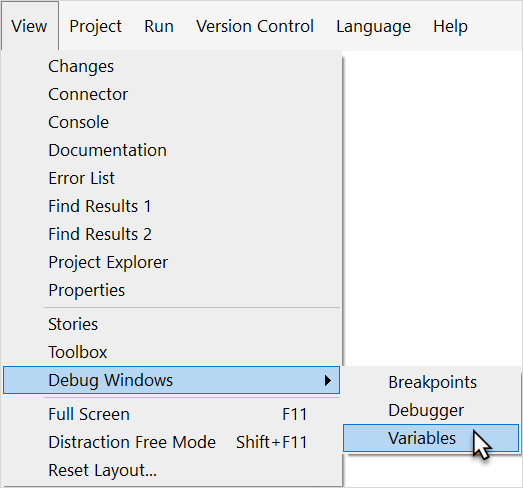 View Project Run Version Control Language Help
Changes
Connector
Console
Documentation
Error List
Find Results 1
Find Results 2
Project Explorer
Properties
Stories
Toolbox
Debug Windows
Breakpoints
Debugger
Variables
Full Screen F11
Distraction Free Mode Shift+F11
Reset Layout...